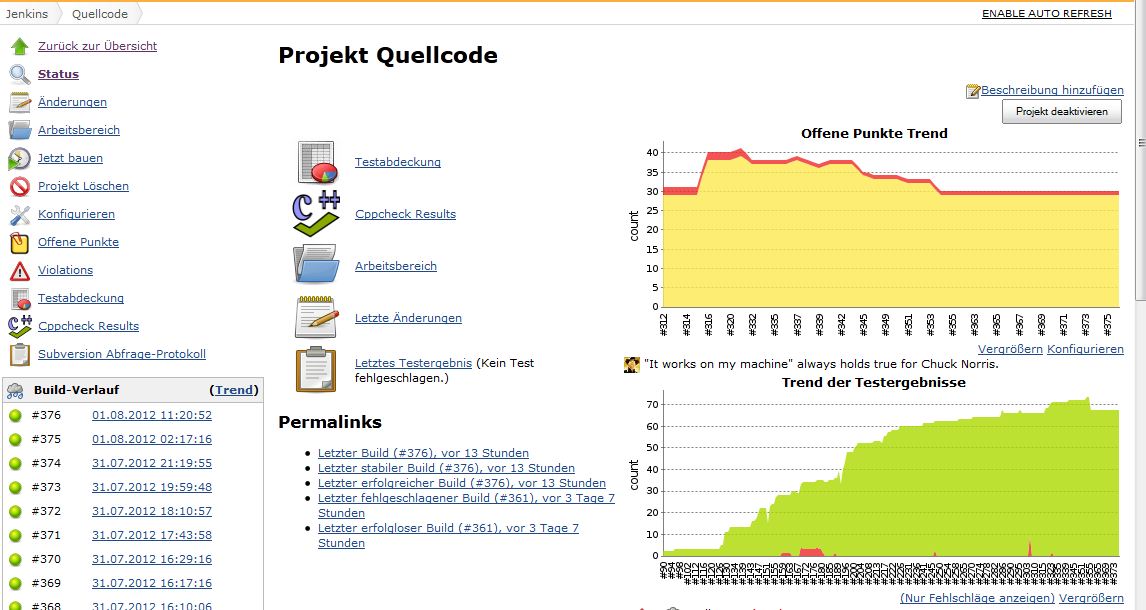 Jenkins
Quellcode
ENABLE AUTO REFRESH
Zurück zur Übersicht
Status
Änderungen
Arbeitsbereich
Jetzt bauen
Projekt Löschen
Konfigurieren
Offene Punkte
Violations
Testabdeckung
Cppcheck Results
Subversion Abfrage-Protokoll
Build-Verlauf (Trend)
#376 01.08.2012 11:20:52
#375 01.08.2012 02:17:16
#374 31.07.2012 21:19:55
#373 31.07.2012 19:59:48
#372 31.07.2012 18:10:57
#371 31.07.2012 17:43:58
#370 31.07.2012 16:29:16
#369 31.07.2012 16:17:16
#368 31.07.2012 16:10:06
Projekt Quellcode
Beschreibung hinzufügen
Projekt deaktivieren
Testabdeckung
C++
Cppcheck Results
Arbeitsbereich
Letzte Änderungen
Letztes Testergebnis (Kein Test
fehlgeschlagen.)
Permalinks
Letzter Build (#376), vor 13 Stunden
Letzter stabiler Build (#376), vor 13 Stunden
Letzter erfolgreicher Build (#376), vor 13 Stunden
Letzter fehlgeschlagener Build (#361), vor 3 Tage 7
Stunden
Letzter erfolgloser Build (#361), vor 3 Tage 7
Stunden
Offene Punkte Trend
count
40
35
30
25
20
15
10
5
0
#312 #314 #316 #320 #332 #335 #337 #339 #342 #345 #349 #351 #353 #363 #365 #367 #369 #371 #373 #375
Vergrößern Konfigurieren
"It works on my machine" always holds true for Chuck Norris.
Trend der Testergebnisse
count
70
60
50
40
30
20
10
0
(Nur Fehlschläge anzeigen) Vergrößern